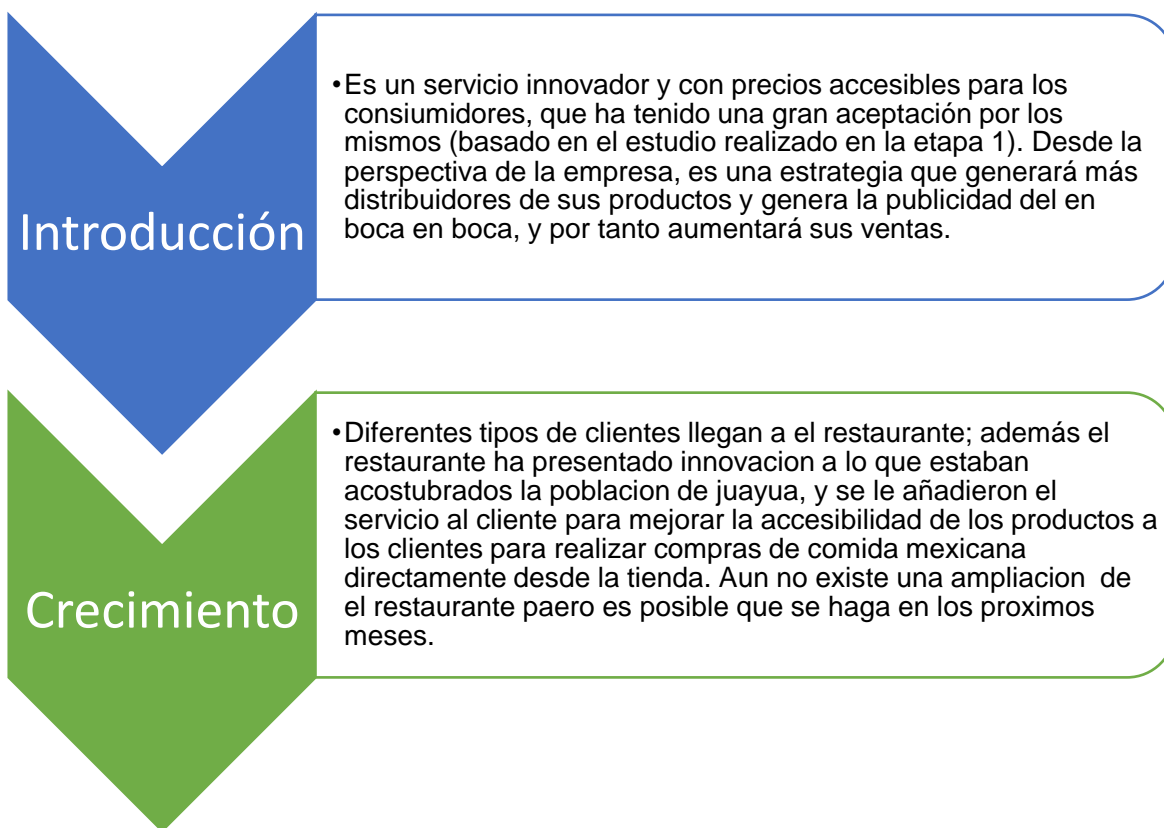 Introducción
•Es un servicio innovador y con precios accesibles para los
consiumidores, que ha tenido una gran aceptación por los
mismos (basado en el estudio realizado en la etapa 1). Desde la
perspectiva de la empresa, es una estrategia que generará más
distribuidores de sus productos y genera la publicidad del en
boca en boca, y por tanto aumentará sus ventas.
Crecimiento
•Diferentes tipos de clientes llegan a el restaurante; además el
restaurante ha presentado innovacion a lo que estaban
acostubrados la poblacion de juayua, y se le añadieron el
servicio al cliente para mejorar la accesibilidad de los productos a
los clientes para realizar compras de comida mexicana
directamente desde la tienda. Aun no existe una ampliacion  de
el restaurante paero es posible que se haga en los proximos
meses.